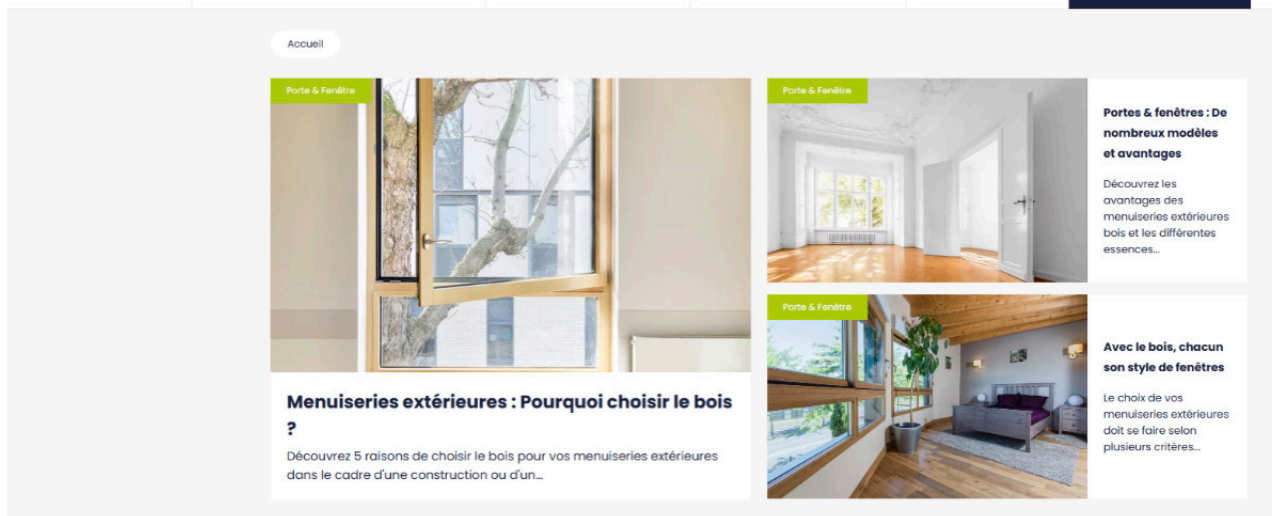 Accueil
Porte & Fenêtre
Menuiseries extérieures : Pourquoi choisir le bois
?
Découvrez 5 raisons de choisir le bois pour vos menuiseries extérieures
dans le cadre d'une construction ou d'un...
Porte & Fenêtre
Portes & fenêtres : De
nombreux modèles
et avantages
Découvrez les
avantages des
menuiseries extérieures
bois et les différentes
essences...
Porte & Fenêtre
Avec le bois, chacun
son style de fenêtres
Le choix de vos
menuiseries extérieures
doit se faire selon
plusieurs critères...